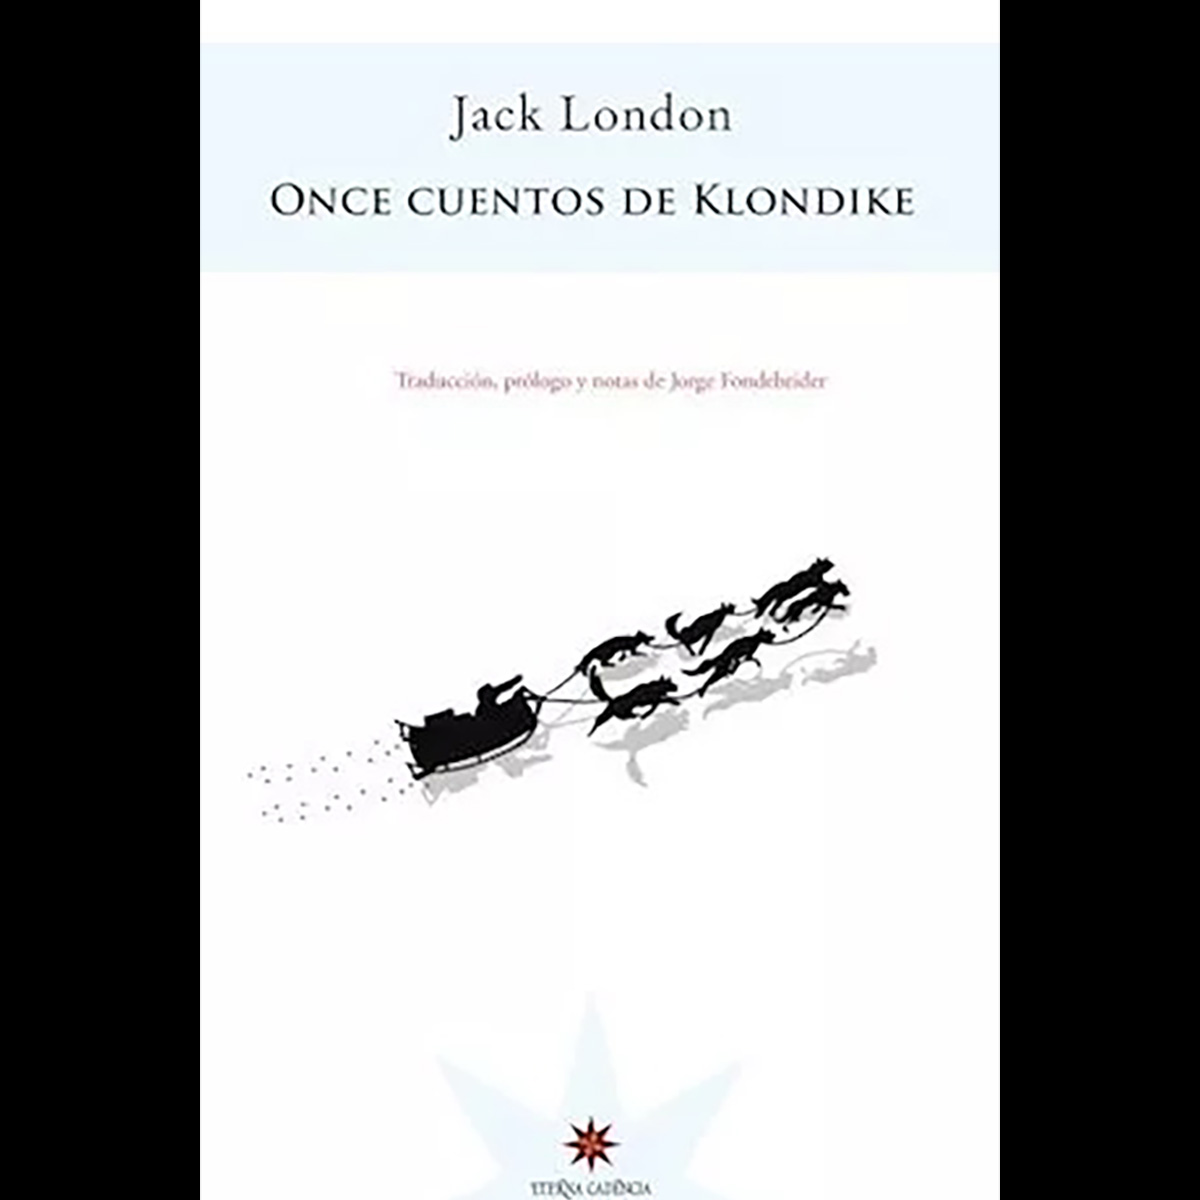 Jack London
Once cuentos de Klondike
Traducción, prólogo y notas de Jorge Fondebrider
Eterna Cadencia